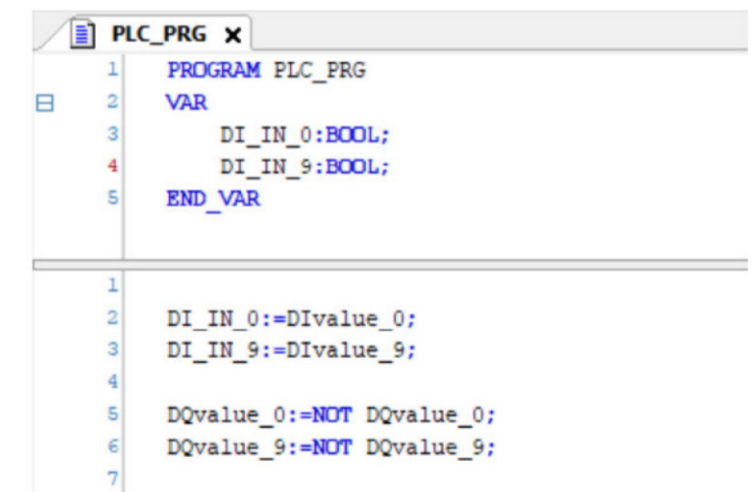 PLC_PRG x
1 PROGRAM PLC_PRG
2 VAR
3 DI_IN_0:BOOL;
4 DI_IN_9:BOOL;
5 END_VAR
1
2 DI_IN_0:=DIvalue_0;
3 DI_IN_9:=DIvalue_9;
4
5 DQvalue_0:=NOT DQvalue_0;
6 DQvalue_9:=NOT DQvalue_9;
7